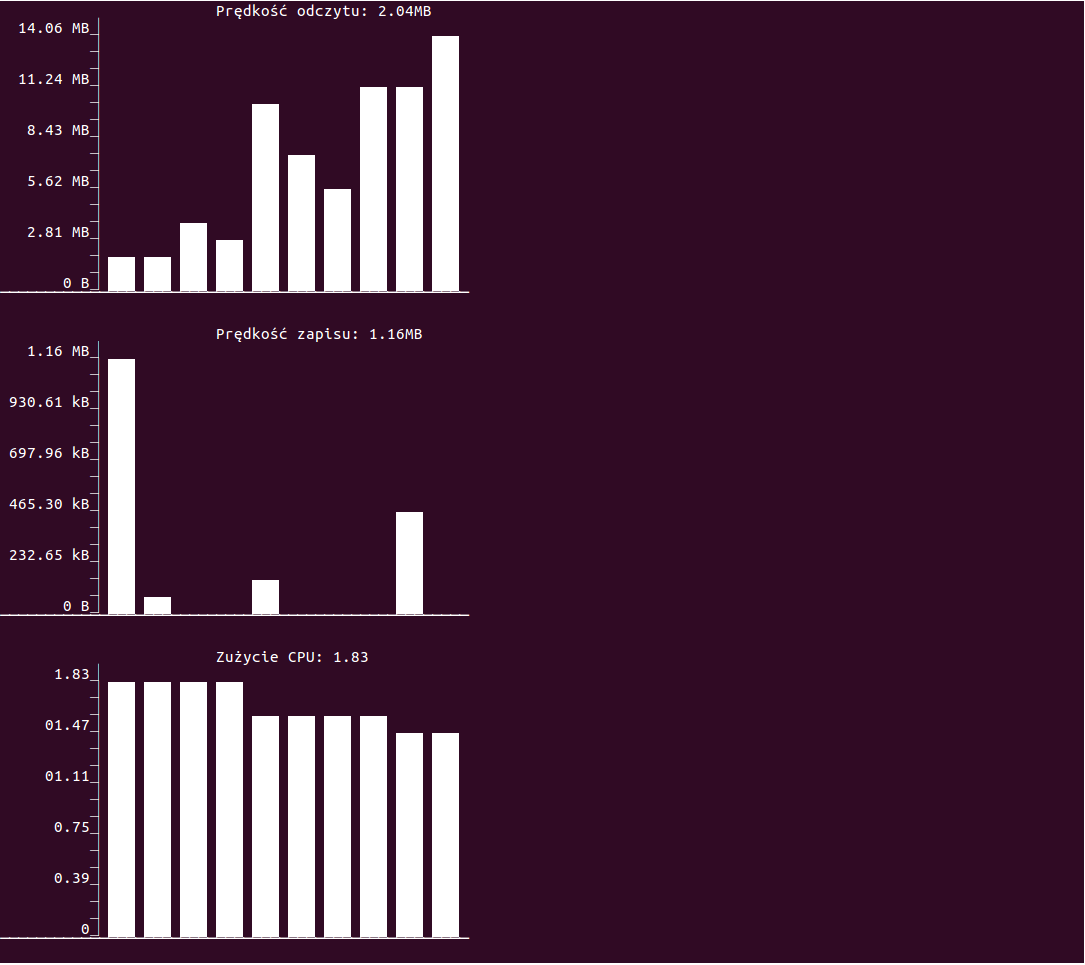 Prędkość odczytu: 2.04MB
14.06 MB
11.24 MB
8.43 MB
5.62 MB
2.81 MB
0 B
Prędkość zapisu: 1.16MB
1.16 MB
930.61 kB
697.96 kB
465.30 kB
232.65 kB
0 B
Zużycie CPU: 1.83
1.83
01.47
01.11
0.75
0.39
0